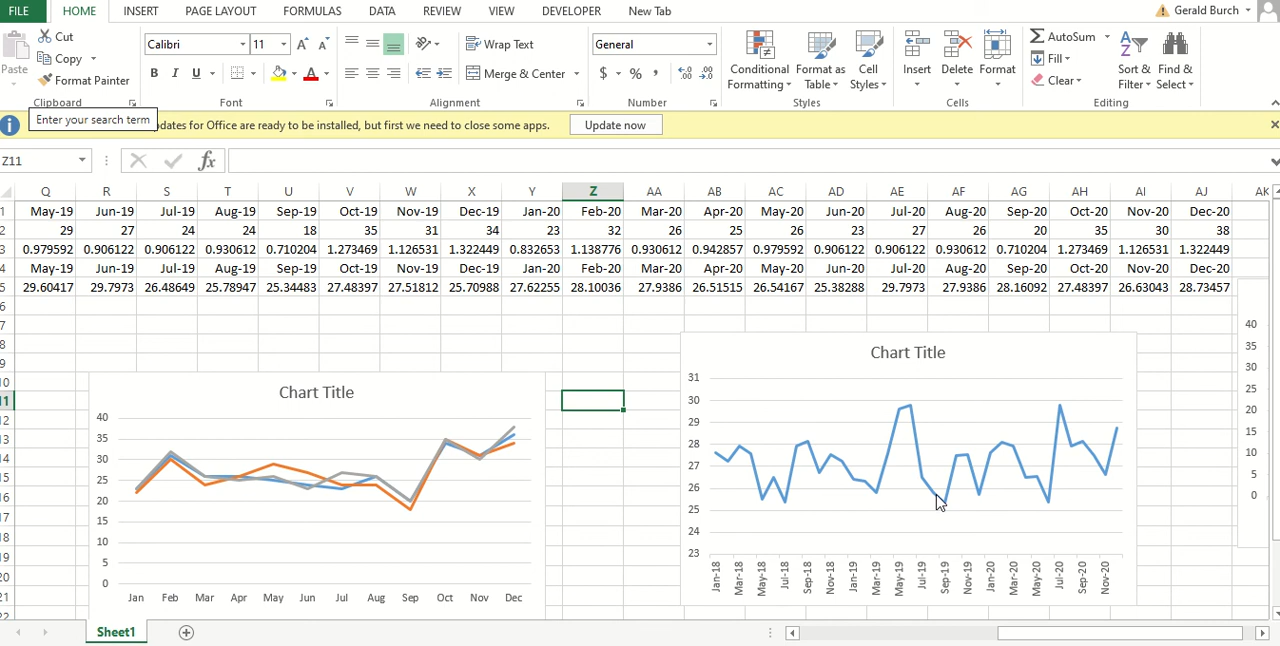 FILE HOME INSERT PAGE LAYOUT FORMULAS DATA REVIEW VIEW DEVELOPER New Tab Gerald Burch
Paste Cut Copy Format Painter Clipboard
Calibri 11 B I U A A A Font
Wrap Text Merge & Center Alignment
General $ % , Number
Conditional Formatting Format as Table Cell Styles Styles
Insert Delete Format Cells
AutoSum Fill Clear Sort & Filter Find & Select Editing
Enter your search term
dates for Office are ready to be installed, but first we need to close some apps. Update now
Z11 fx
Q R S T U V W X Y Z AA AB AC AD AE AF AG AH AI AJ AK
1 May-19 Jun-19 Jul-19 Aug-19 Sep-19 Oct-19 Nov-19 Dec-19 Jan-20 Feb-20 Mar-20 Apr-20 May-20 Jun-20 Jul-20 Aug-20 Sep-20 Oct-20 Nov-20 Dec-20
2 29 27 24 24 18 35 31 34 23 32 26 25 26 23 27 26 20 35 30 38
3 0.979592 0.906122 0.906122 0.930612 0.710204 1.273469 1.126531 1.322449 0.832653 1.138776 0.930612 0.942857 0.979592 0.906122 0.906122 0.930612 0.710204 1.273469 1.126531 1.322449
4 May-19 Jun-19 Jul-19 Aug-19 Sep-19 Oct-19 Nov-19 Dec-19 Jan-20 Feb-20 Mar-20 Apr-20 May-20 Jun-20 Jul-20 Aug-20 Sep-20 Oct-20 Nov-20 Dec-20
5 29.60417 29.7973 26.48649 25.78947 25.34483 27.48397 27.51812 25.70988 27.62255 28.10036 27.9386 26.51515 26.54167 25.38288 29.7973 27.9386 28.16092 27.48397 26.63043 28.73457
6
7
8
9
10
11
12
13
14
15
16
17
18
19
20
21
22
Chart Title
40
35
30
25
20
15
10
5
0
Jan Feb Mar Apr May Jun Jul Aug Sep Oct Nov Dec
Chart Title
31
30
29
28
27
26
25
24
23
Jan-18 Mar-18 May-18 Jul-18 Sep-18 Nov-18 Jan-19 Mar-19 May-19 Jul-19 Sep-19 Nov-19 Jan-20 Mar-20 May-20 Jul-20 Sep-20 Nov-20
40
35
30
25
20
15
10
5
0
Sheet1